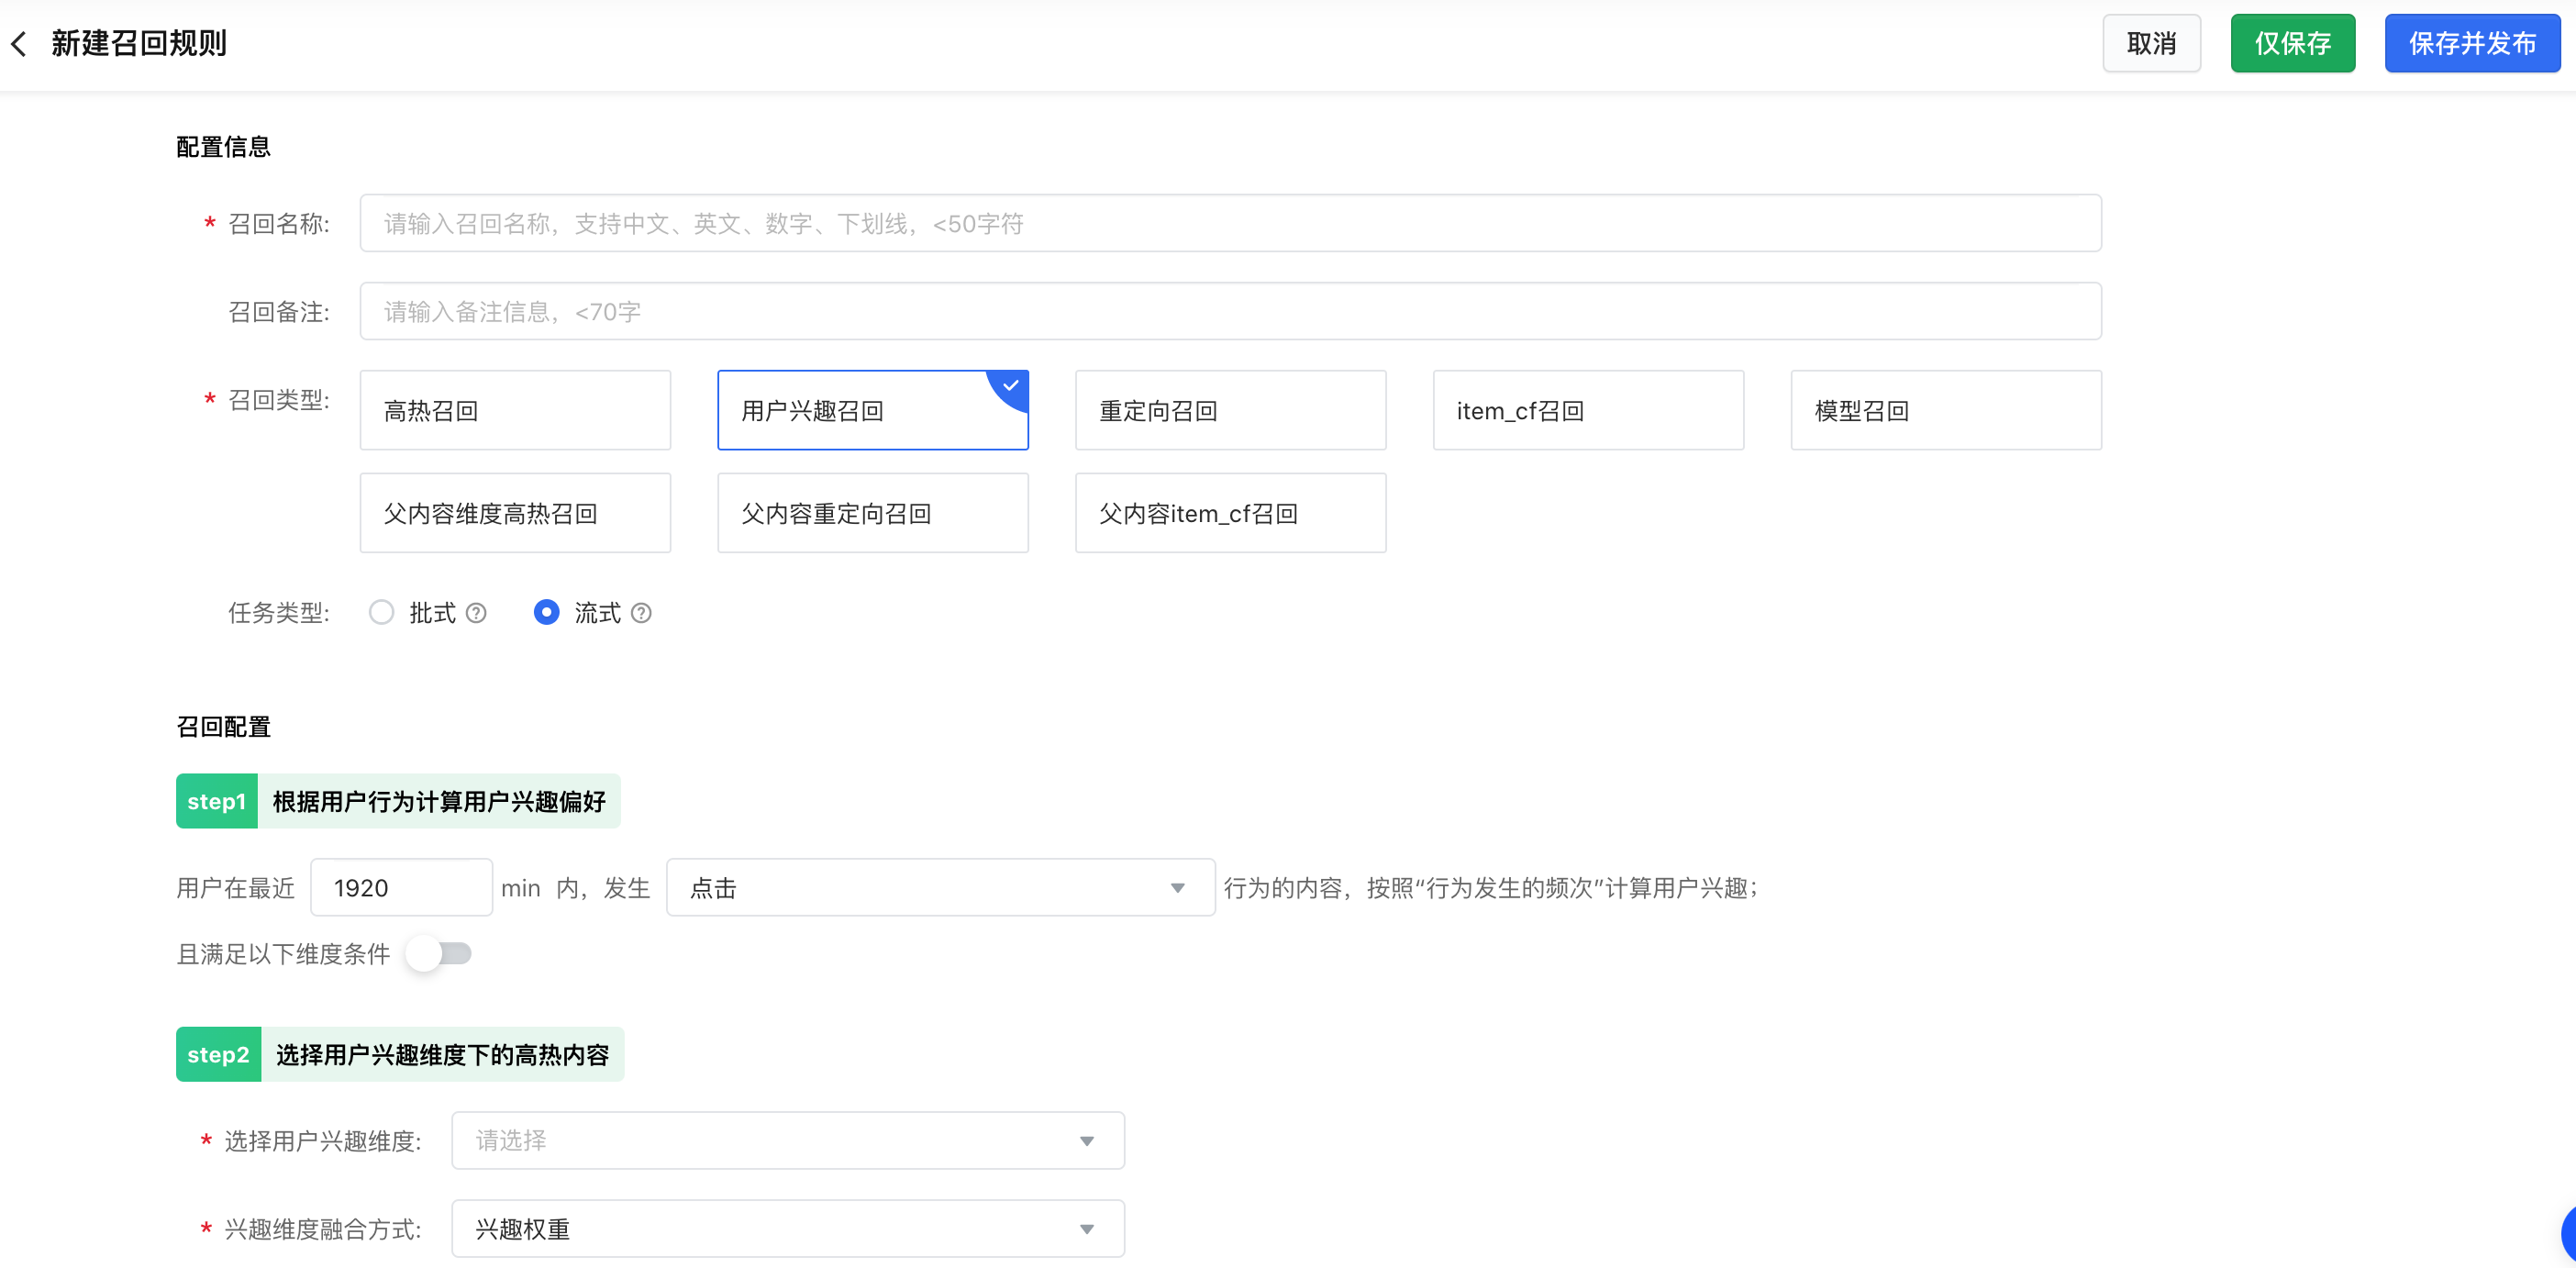 新建召回规则
取消
仅保存
保存并发布
配置信息
* 召回名称:
请输入召回名称，支持中文、英文、数字、下划线，<50字符
召回备注:
请输入备注信息，<70字
* 召回类型:
高热召回
用户兴趣召回
重定向召回
item_cf召回
模型召回
父内容维度高热召回
父内容重定向召回
父内容item_cf召回
任务类型:
批式
流式
召回配置
step1 根据用户行为计算用户兴趣偏好
用户在最近 1920 min 内，发生 点击 行为的内容，按照“行为发生的频次”计算用户兴趣；
且满足以下维度条件
step2 选择用户兴趣维度下的高热内容
* 选择用户兴趣维度: 请选择
* 兴趣维度融合方式: 兴趣权重